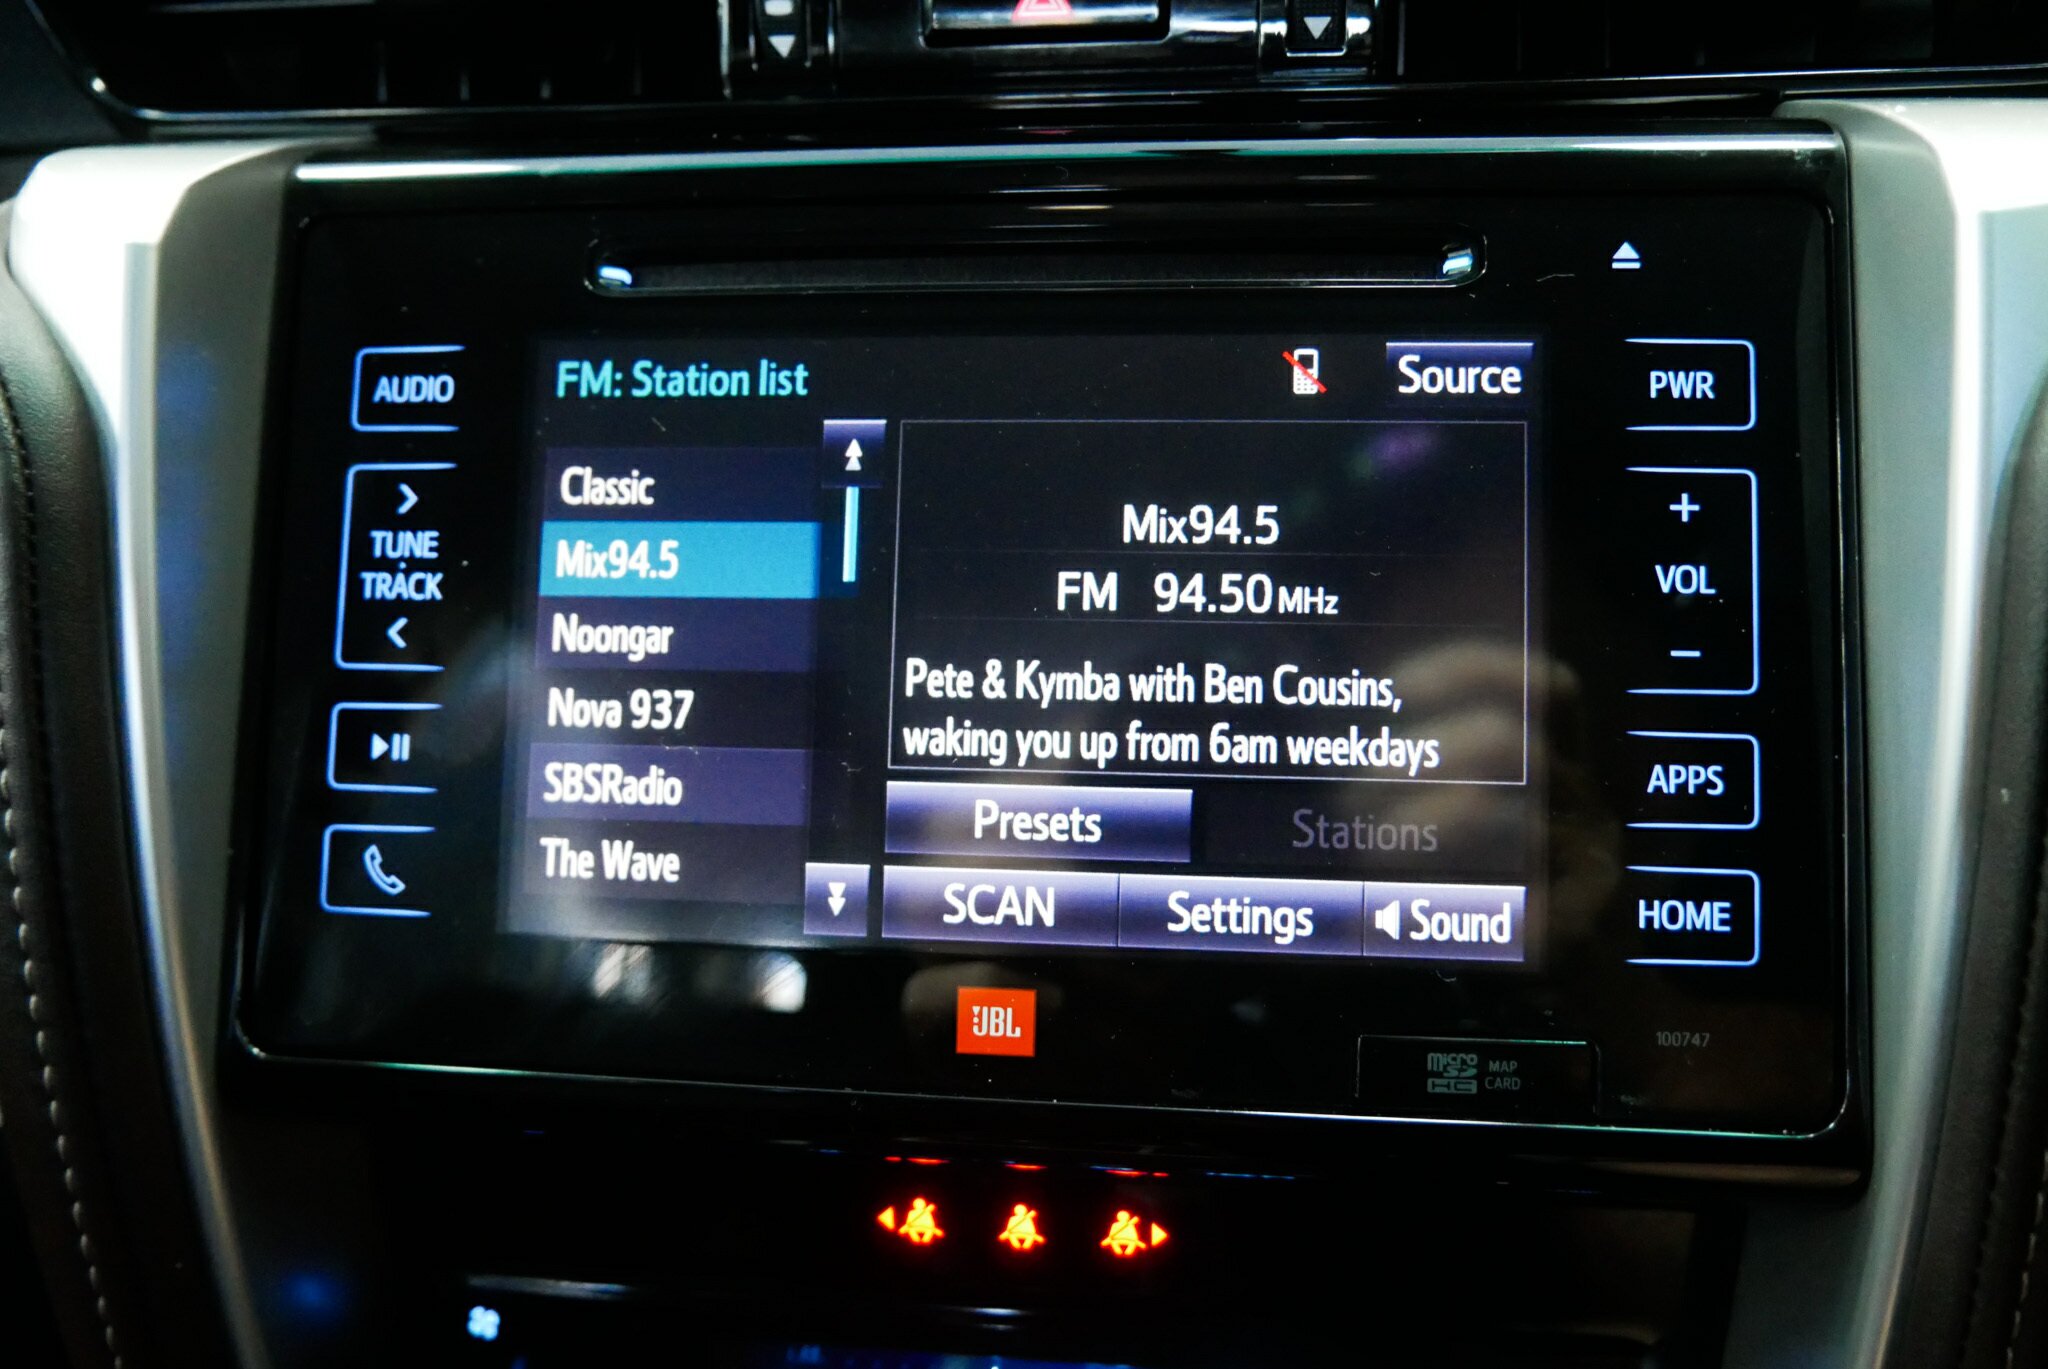 FM: Station list
Source
AUDIO
PWR
Classic
Mix94.5
Noongar
Nova 937
SBSRadio
The Wave
TUNE
TRACK
Mix94.5
FM 94.50 MHz
Pete & Kymba with Ben Cousins,
waking you up from 6am weekdays
+
VOL
−
Presets
Stations
APPS
SCAN
Settings
Sound
HOME
JBL
100747
micro SD HC
MAP
CARD